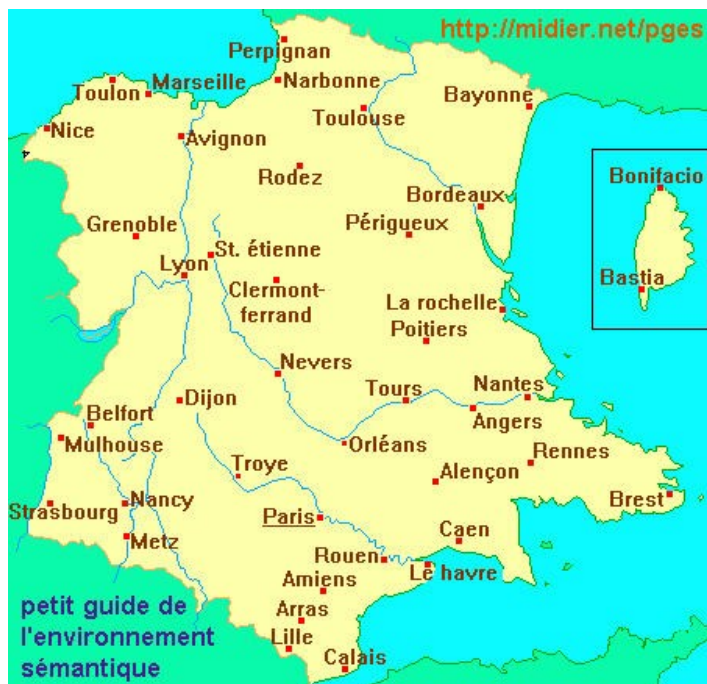 http://midier.net/pges
Perpignan
Toulon
Marseille
Narbonne
Bayonne
Toulouse
Nice
Avignon
Rodez
Bonifacio
Bordeaux
Grenoble
Périgueux
St. étienne
Lyon
Clermont-
ferrand
Bastia
La rochelle
Poitiers
Nevers
Dijon
Tours
Nantes
Belfort
Angers
Mulhouse
Orléans
Rennes
Troye
Alençon
Strasbourg
Nancy
Brest
Paris
Metz
Caen
Rouen
Le havre
Amiens
petit guide de
l'environnement
sémantique
Arras
Lille
Calais